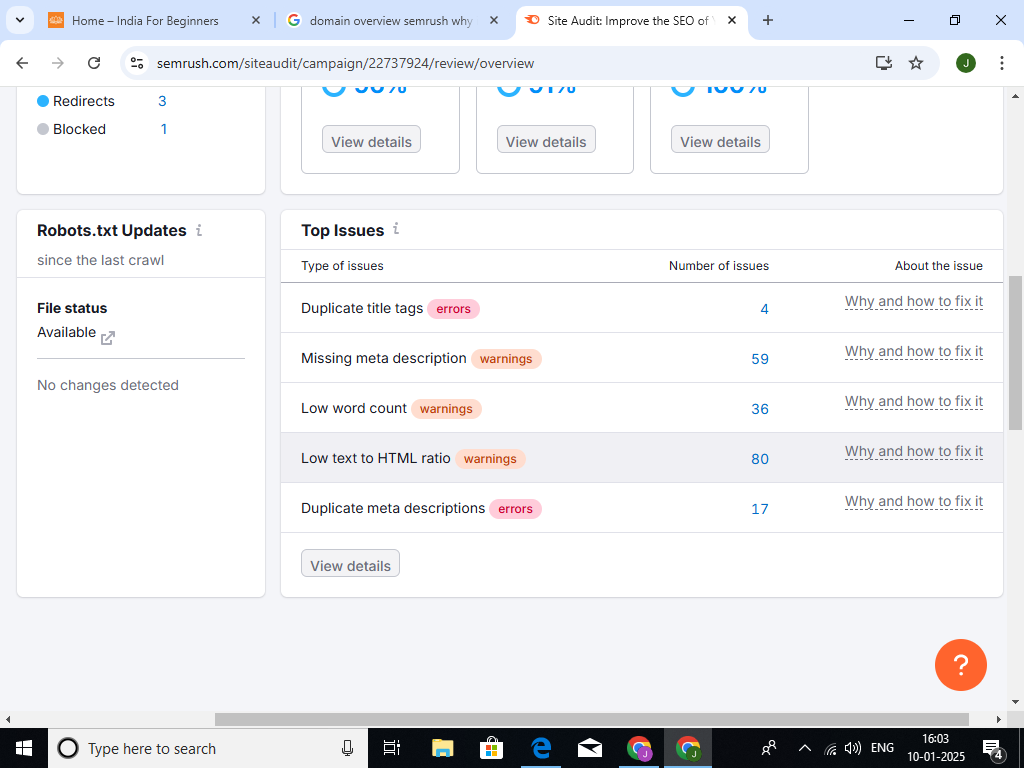 Home – India For Beginners
domain overview semrush why
Site Audit: Improve the SEO of
semrush.com/siteaudit/campaign/22737924/review/overview
J
Redirects 3
Blocked 1
View details View details View details
Robots.txt Updates
since the last crawl
File status
Available
No changes detected
Top Issues
Type of issues Number of issues About the issue
Duplicate title tags errors 4 Why and how to fix it
Missing meta description warnings 59 Why and how to fix it
Low word count warnings 36 Why and how to fix it
Low text to HTML ratio warnings 80 Why and how to fix it
Duplicate meta descriptions errors 17 Why and how to fix it
View details
?
Type here to search
ENG
16:03
10-01-2025
4